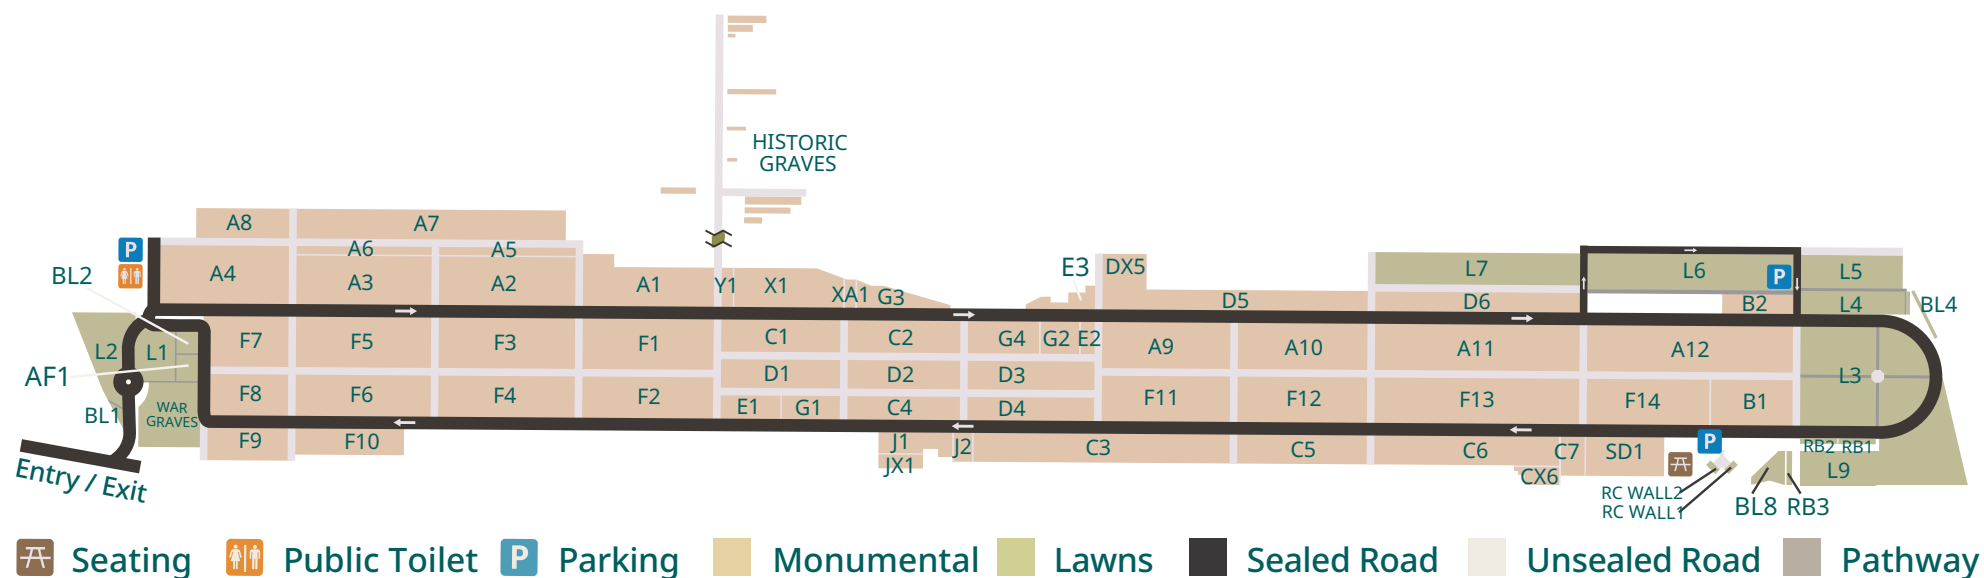 HISTORIC
GRAVES
A8
A7
A6
A5
P
A4
A3
A2
A1
Y1
X1
XA1
G3
E3
DX5
D5
L7
D6
L6
P
B2
L5
L4
BL4
BL2
L2
L1
AF1
BL1
WAR
GRAVES
F7
F5
F3
F1
C1
C2
G4
G2
E2
A9
A10
A11
A12
L3
D1
D2
D3
F8
F6
F4
F2
E1
G1
C4
D4
F11
F12
F13
F14
B1
F9
F10
J1
J2
JX1
C3
C5
C6
C7
CX6
SD1
P
RB2
RB1
L9
RC WALL2
RC WALL1
BL8
RB3
Entry / Exit
Seating
Public Toilet
P
Parking
Monumental
Lawns
Sealed Road
Unsealed Road
Pathway